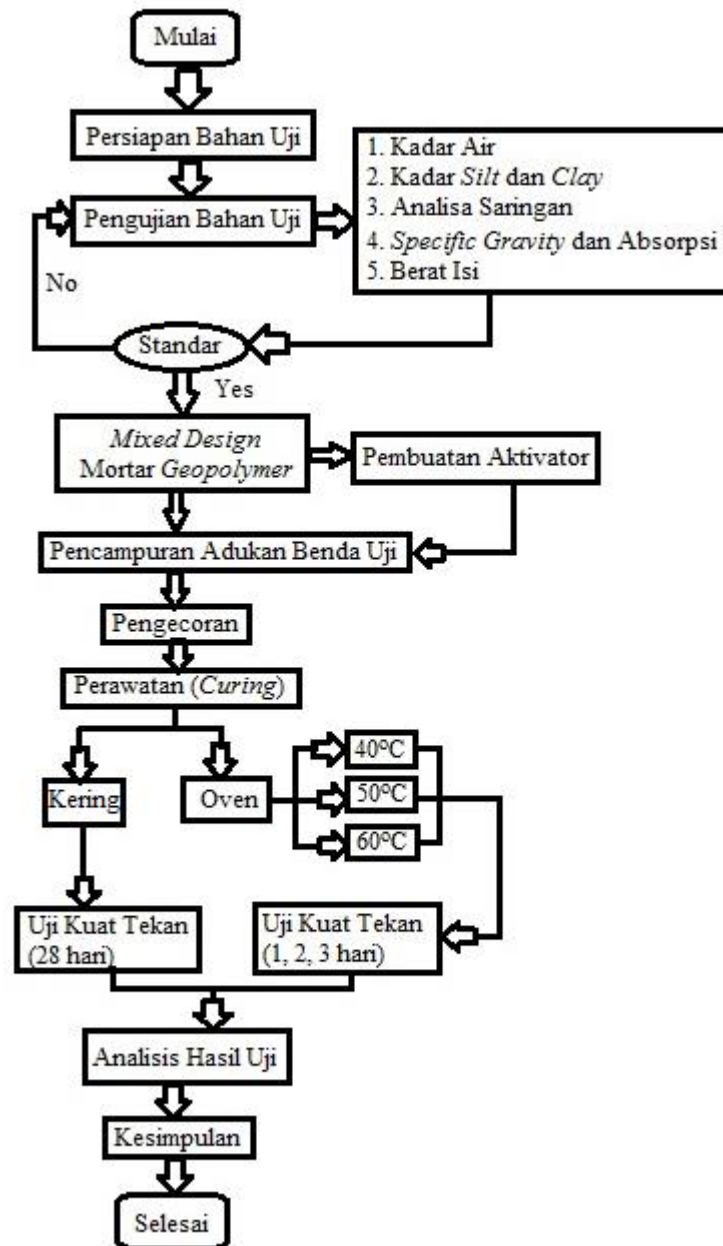 Mulai
Persiapan Bahan Uji
Pengujian Bahan Uji
1. Kadar Air
2. Kadar Silt dan Clay
3. Analisa Saringan
4. Specific Gravity dan Absorpsi
5. Berat Isi
No
Standar
Yes
Mixed Design
Mortar Geopolymer
Pembuatan Aktivator
Pencampuran Adukan Benda Uji
Pengecoran
Perawatan (Curing)
Kering
Oven
40°C
50°C
60°C
Uji Kuat Tekan
(28 hari)
Uji Kuat Tekan
(1, 2, 3 hari)
Analisis Hasil Uji
Kesimpulan
Selesai